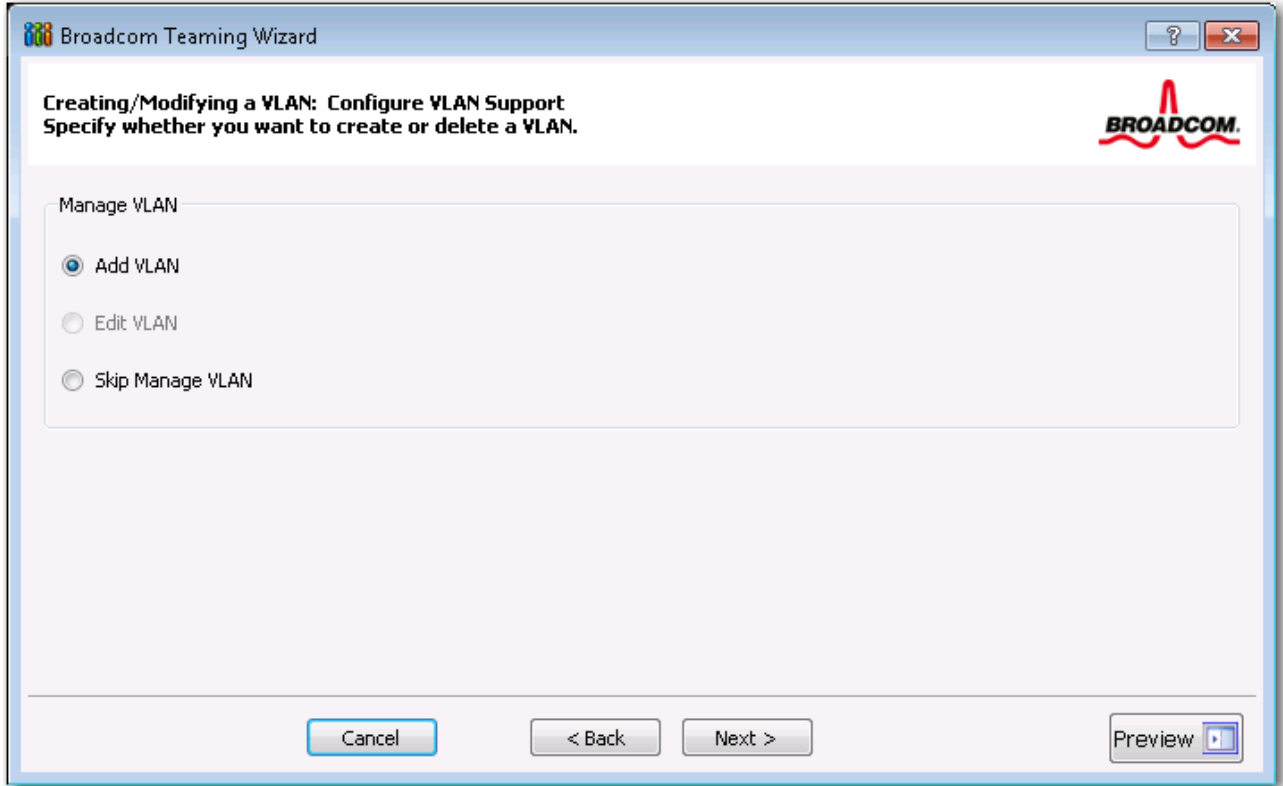 Broadcom Teaming Wizard
?
Creating/Modifying a VLAN: Configure VLAN Support
Specify whether you want to create or delete a VLAN.
BROADCOM.
Manage VLAN
Add VLAN
Edit VLAN
Skip Manage VLAN
Cancel
< Back
Next >
Preview